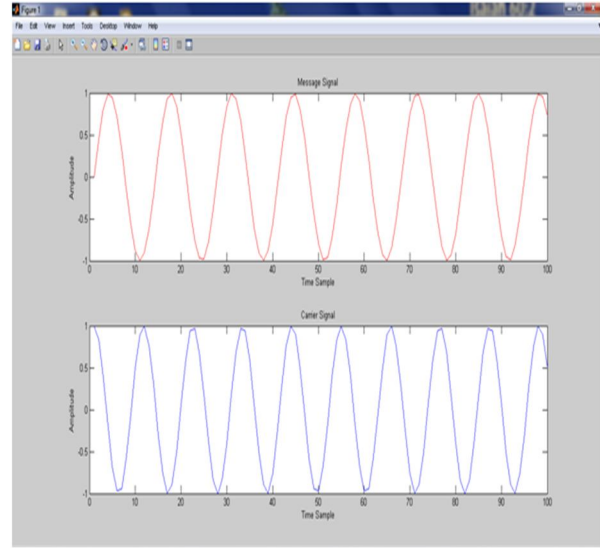 Figure 1
File Edit View Insert Tools Desktop Window Help
Message Signal
Amplitude
1
0.5
0
-0.5
-1
0 10 20 30 40 50 60 70 80 90 100
Time Sample
Carrier Signal
Amplitude
1
0.5
0
-0.5
-1
0 10 20 30 40 50 60 70 80 90 100
Time Sample